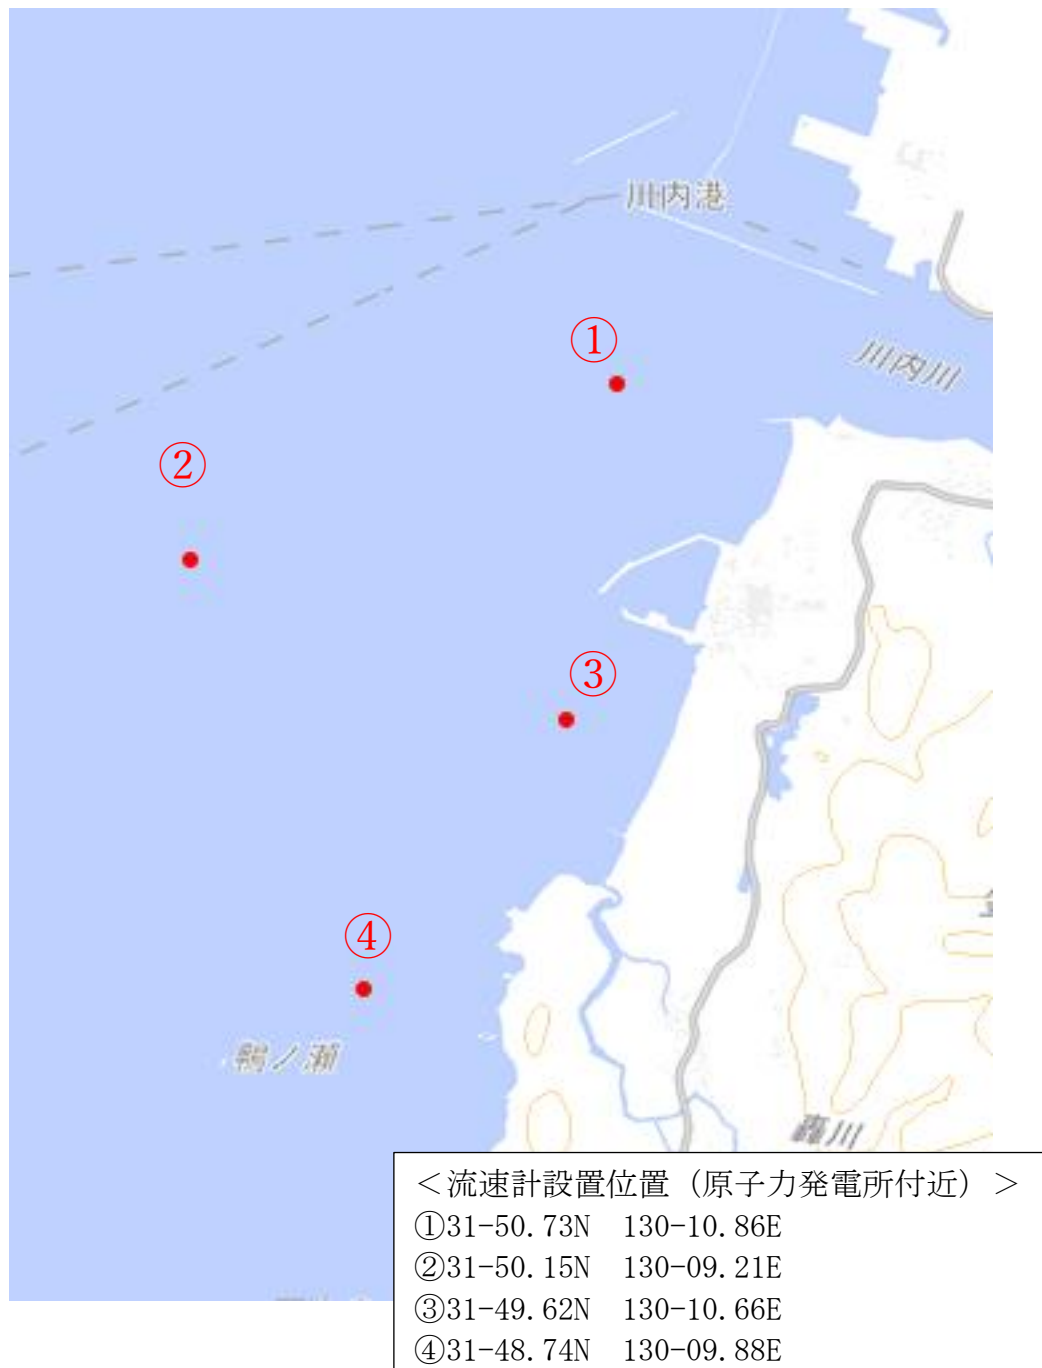 川内港
①
川内川
②
③
④
鴨ノ瀬
轟川
<流速計設置位置（原子力発電所付近）>
①31-50.73N 130-10.86E
②31-50.15N 130-09.21E
③31-49.62N 130-10.66E
④31-48.74N 130-09.88E